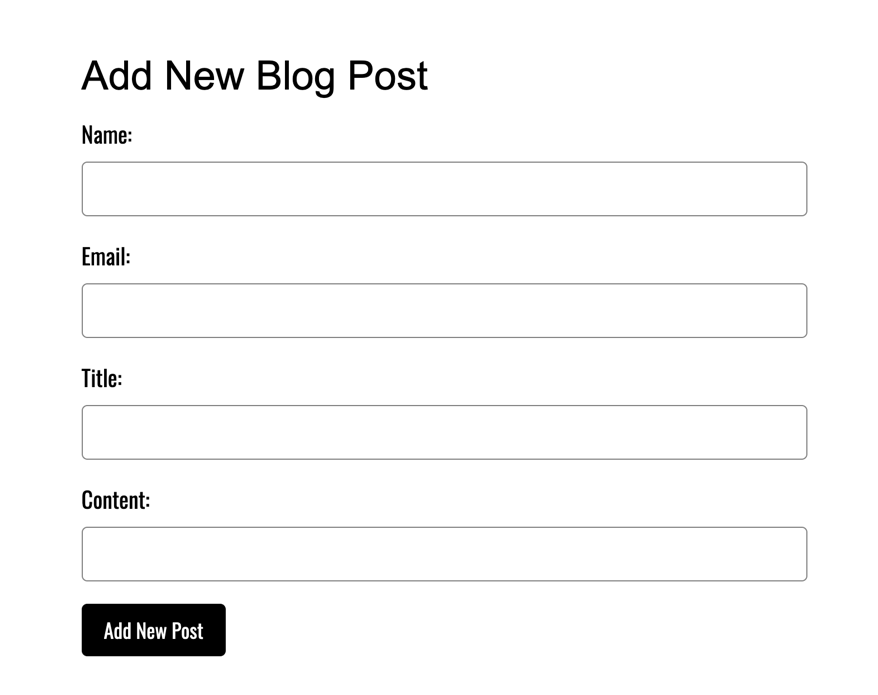 Add New Blog Post
Name:
Email:
Title:
Content:
Add New Post